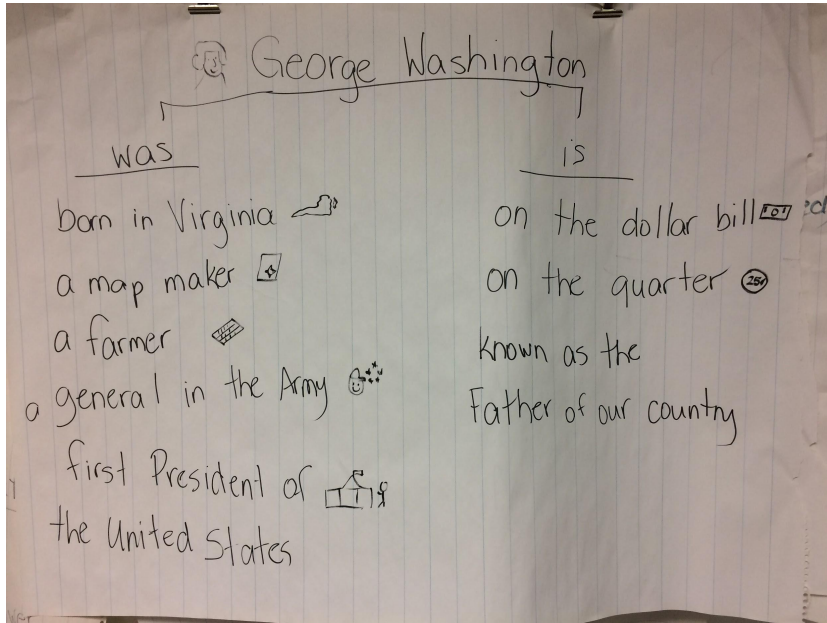 George Washington
was
born in Virginia
a map maker
a farmer
a general in the Army
first President of
the United States
is
on the dollar bill
on the quarter
25¢
known as the
Father of our country